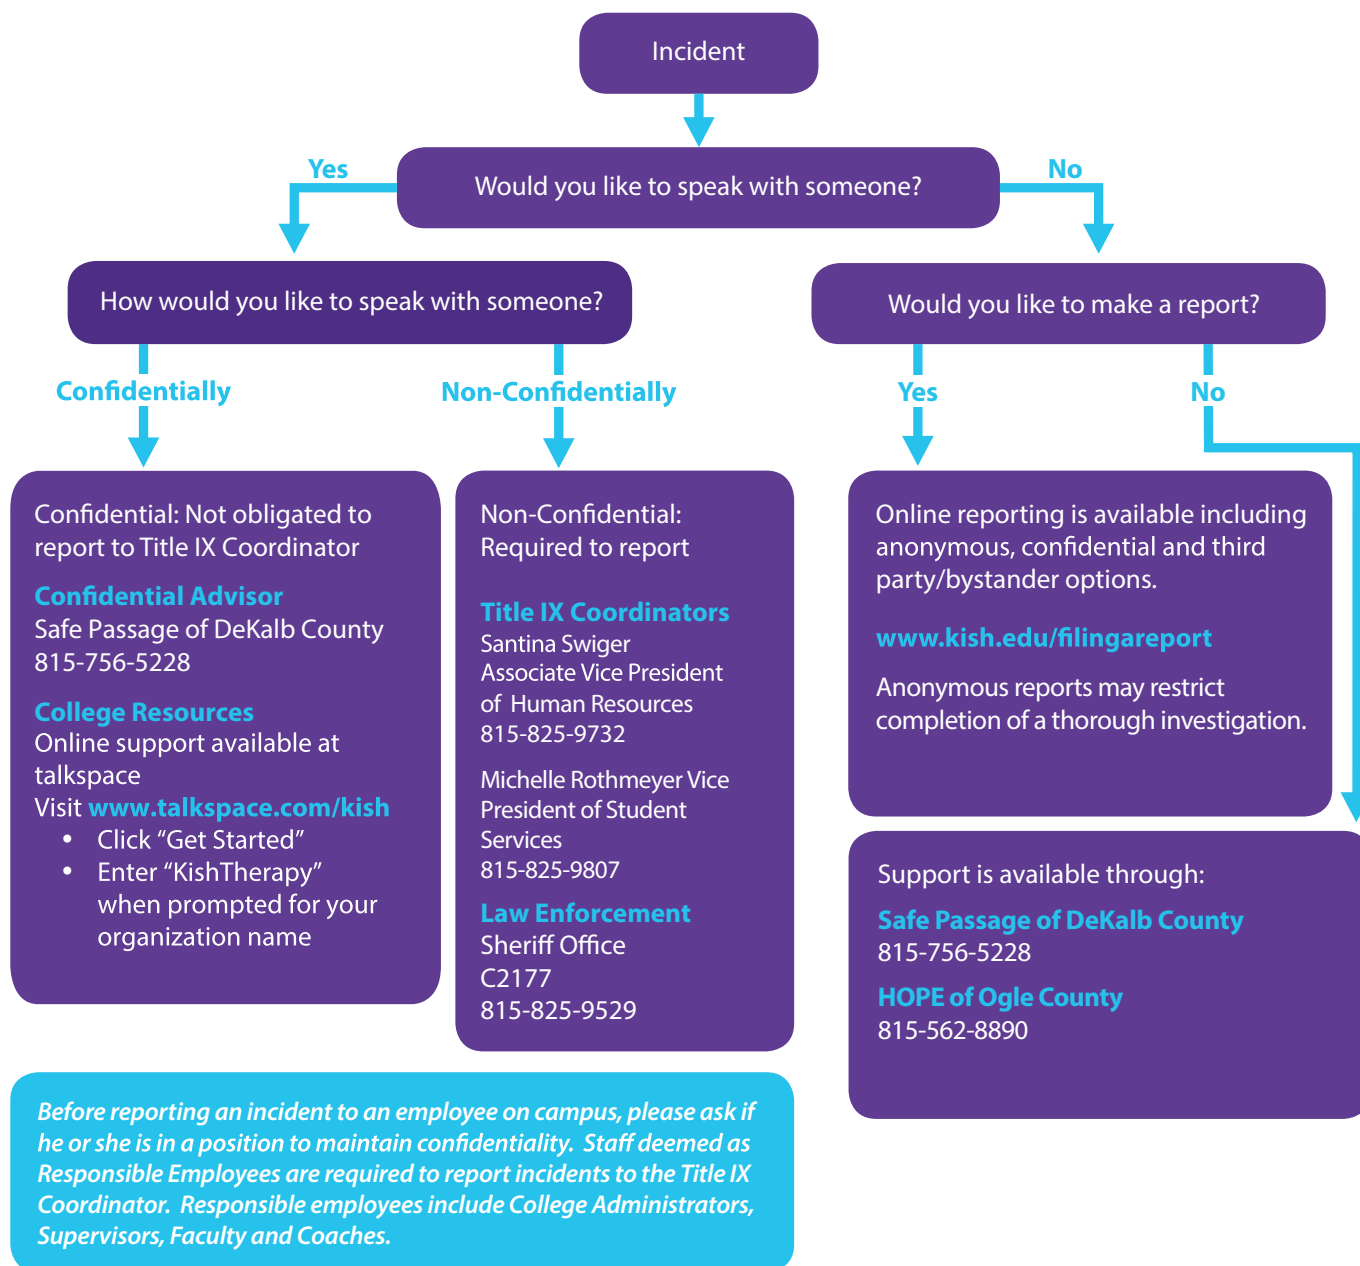 Incident
Would you like to speak with someone?
Yes
No
How would you like to speak with someone?
Would you like to make a report?
Confidentially
Non-Confidentially
Yes
No
Confidential: Not obligated to
report to Title IX Coordinator
Confidential Advisor
Safe Passage of DeKalb County
815-756-5228
College Resources
Online support available at
talkspace
Visit www.talkspace.com/kish
• Click “Get Started”
• Enter “KishTherapy”
when prompted for your
organization name
Non-Confidential:
Required to report
Title IX Coordinators
Santina Swiger
Associate Vice President
of Human Resources
815-825-9732
Michelle Rothmeyer Vice
President of Student
Services
815-825-9807
Law Enforcement
Sheriff Office
C2177
815-825-9529
Online reporting is available including
anonymous, confidential and third
party/bystander options.
www.kish.edu/filingareport
Anonymous reports may restrict
completion of a thorough investigation.
Support is available through:
Safe Passage of DeKalb County
815-756-5228
HOPE of Ogle County
815-562-8890
Before reporting an incident to an employee on campus, please ask if
he or she is in a position to maintain confidentiality. Staff deemed as
Responsible Employees are required to report incidents to the Title IX
Coordinator. Responsible employees include College Administrators,
Supervisors, Faculty and Coaches.